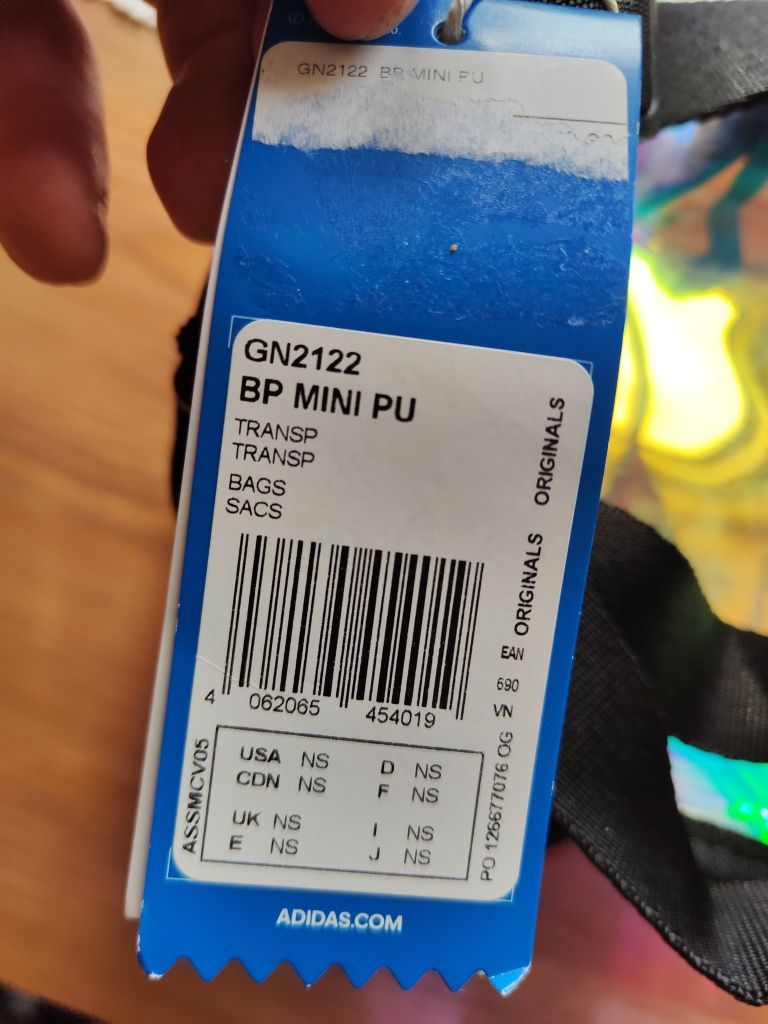 GN2122 BP MINI PU
GN2122
BP MINI PU
TRANSP
TRANSP
BAGS
SACS
ORIGINALS
ORIGINALS
EAN
690
VN
4 062065 454019
ASSMCV05
USA NS D NS
CDN NS F NS
UK NS I NS
E NS J NS
PO 126677076 OG
ADIDAS.COM